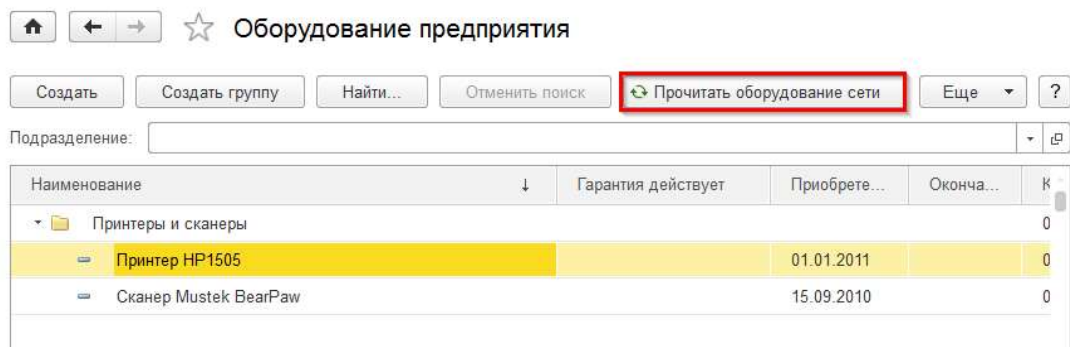 Оборудование предприятия
Создать Создать группу Найти... Отменить поиск Прочитать оборудование сети Еще ?
Подразделение:
Наименование ↓ Гарантия действует Приобрете... Оконча... К
Принтеры и сканеры 0
Принтер HP1505 01.01.2011 0
Сканер Mustek BearPaw 15.09.2010 0